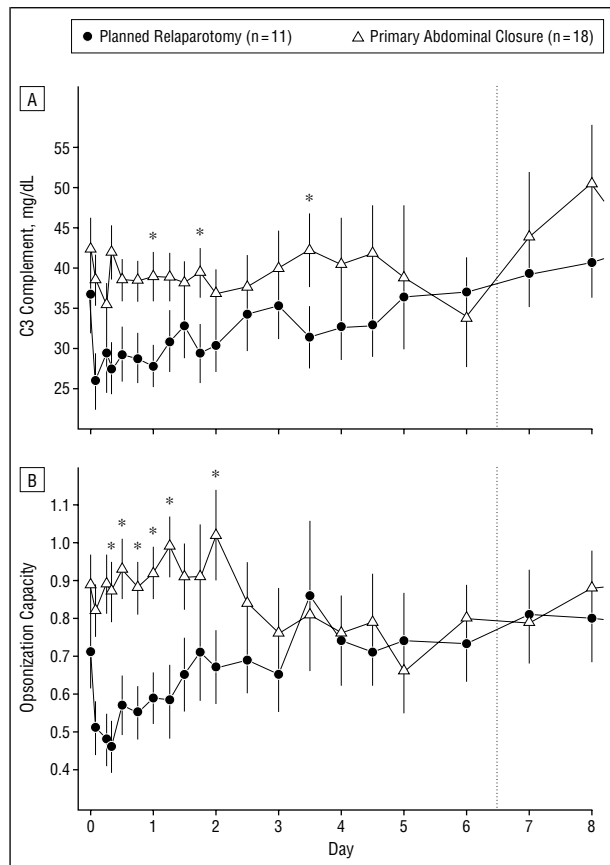 ● Planned Relaparotomy (n = 11) △ Primary Abdominal Closure (n = 18)
A
C3 Complement, mg/dL
55
50
45
40
35
30
25
* * *
B
Opsonization Capacity
1.1
1.0
0.9
0.8
0.7
0.6
0.5
0.4
* * * * * *
0 1 2 3 4 5 6 7 8
Day